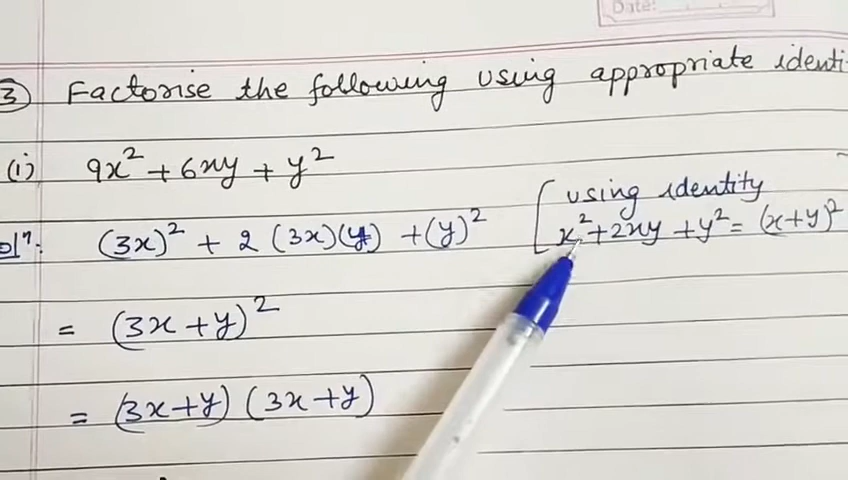 Date:
3 Factorise the following using appropriate identi
(i) 9x² + 6xy + y²
using identity
Solⁿ: (3x)² + 2 (3x)(y) + (y)² x² + 2xy + y² = (x+y)²
= (3x + y)²
= (3x+y) (3x+y)